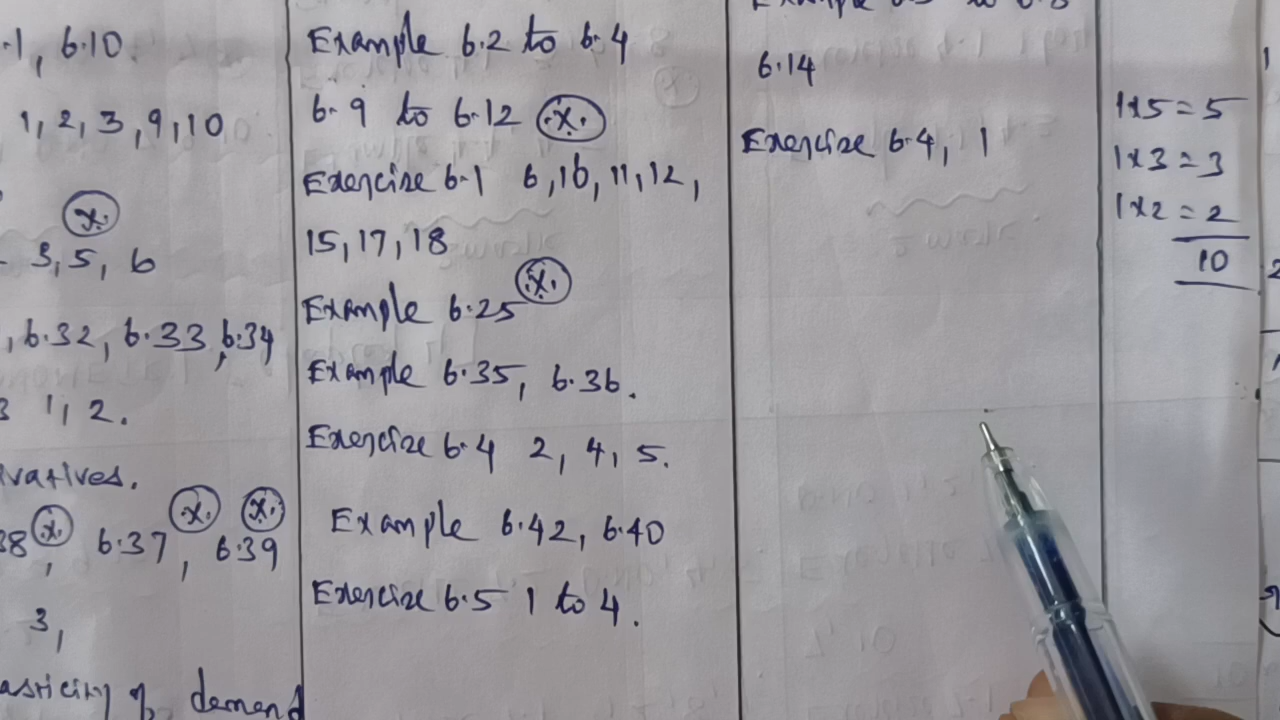 .1, 6.10
1, 2, 3, 9, 10
(x.)
3, 5, 6
, 6.32, 6.33, 6.34
3 1, 2.
vatives.
38 (.x.), 6.37 (.x.), 6.39 (x.)
3,
asticity of demand
Example 6.2 to 6.4
6.9 to 6.12 (.x.)
Exercise 6.1 6, 10, 11, 12,
15, 17, 18
Example 6.25 (.x.)
Example 6.35, 6.36.
Exercise 6.4 2, 4, 5.
Example 6.42, 6.40
Exercise 6.5 1 to 4.
6.14
Exercise 6.4, 1
1x5 = 5
1x3 = 3
1x2 = 2
10